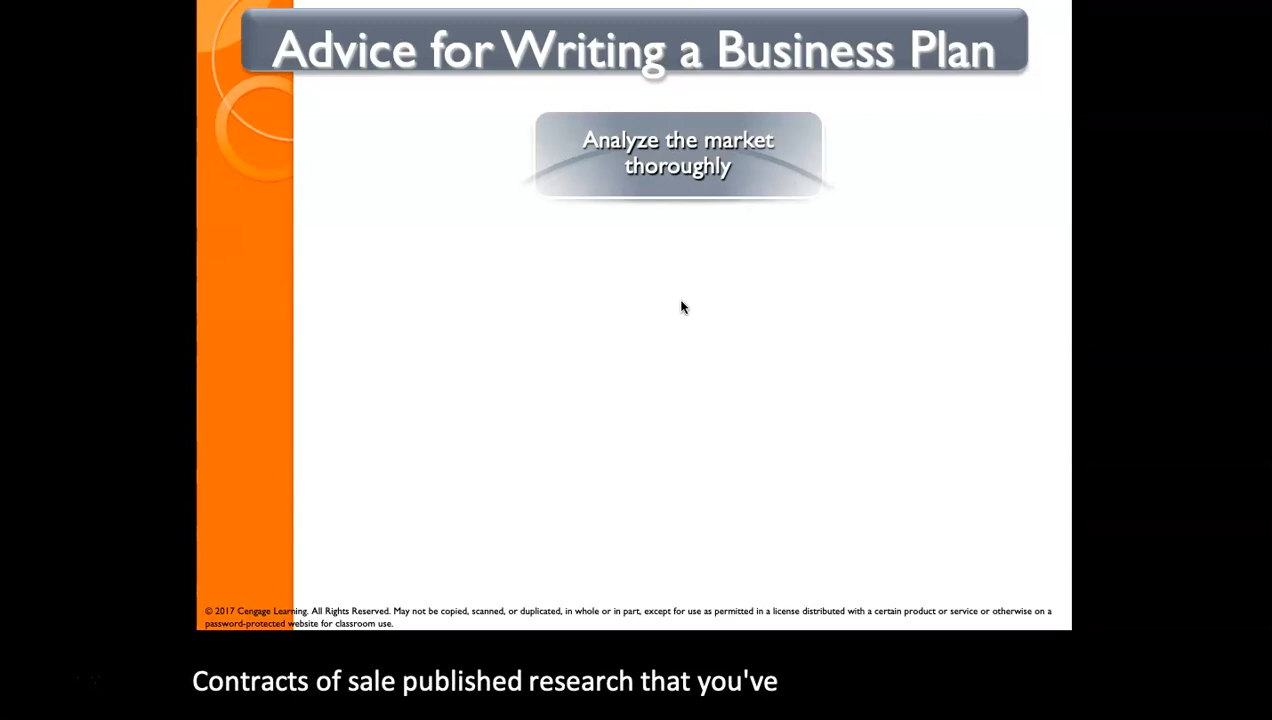 Advice for Writing a Business Plan
Analyze the market
thoroughly
© 2017 Cengage Learning. All Rights Reserved. May not be copied, scanned, or duplicated, in whole or in part, except for use as permitted in a license distributed with a certain product or service or otherwise on a
password-protected website for classroom use.
Contracts of sale published research that you've